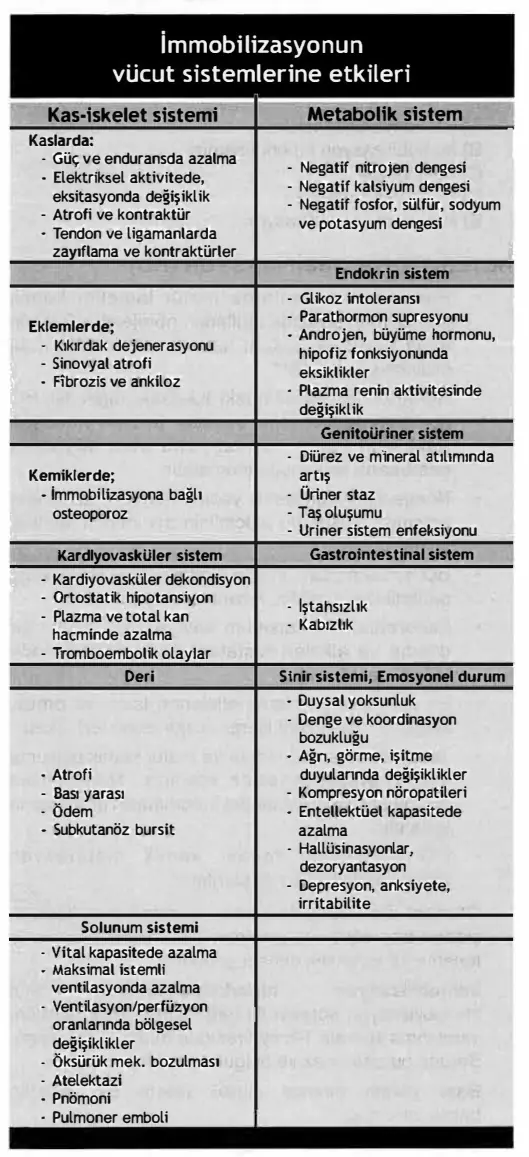 İmmobilizasyonun
vücut sistemlerine etkileri
Kas-iskelet sistemi
Kaslarda:
- Güç ve enduransda azalma
- Elektriksel aktivitede,
eksitasyonda değişiklik
- Atrofi ve kontraktür
- Tendon ve ligamanlarda
zayıflama ve kontraktürler
Metabolik sistem
- Negatif nitrojen dengesi
- Negatif kalsiyum dengesi
- Negatif fosfor, sülfür, sodyum
ve potasyum dengesi
Eklemlerde;
- Kıkırdak dejenerasyonu
- Sinovyal atrofi
- Fibrozis ve ankiloz
Endokrin sistem
- Glikoz intoleransı
- Parathormon supresyonu
- Androjen, büyüme hormonu,
hipofiz fonksiyonunda
eksiklikler
- Plazma renin aktivitesinde
değişiklik
Kemiklerde;
- İmmobilizasyona bağlı
osteoporoz
Genitoüriner sistem
- Diürez ve mineral atılımında
artış
- Üriner staz
- Taş oluşumu
- Uriner sistem enfeksiyonu
Kardiyovasküler sistem
- Kardiyovasküler dekondisyon
- Ortostatik hipotansiyon
- Plazma ve total kan
hacminde azalma
- Tromboembolik olaylar
Gastrointestinal sistem
- İştahsızlık
- Kabızlık
Deri
- Atrofi
- Bası yarası
- Ödem
- Subkutanöz bursit
Sinir sistemi, Emosyonel durum
- Duysal yoksunluk
- Denge ve koordinasyon
bozukluğu
- Ağrı, görme, işitme
duyularında değişiklikler
- Kompresyon nöropatileri
- Entellektüel kapasitede
azalma
- Hallüsinasyonlar,
dezoryantasyon
- Depresyon, anksiyete,
irritabilite
Solunum sistemi
- Vital kapasitede azalma
- Maksimal istemli
ventilasyonda azalma
- Ventilasyon/perfüzyon
oranlarında bölgesel
değişiklikler
- Öksürük mek. bozulması
- Atelektazi
- Pnömoni
- Pulmoner emboli